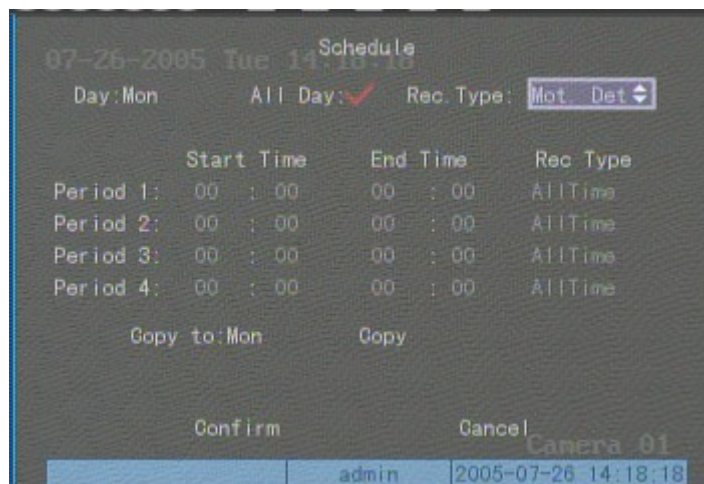 Schedule
07-26-2005 Tue 14:18:18
Day:Mon All Day: Rec.Type: Mot. Det
Start Time End Time Rec Type
Period 1: 00 : 00 00 : 00 AllTime
Period 2: 00 : 00 00 : 00 AllTime
Period 3: 00 : 00 00 : 00 AllTime
Period 4: 00 : 00 00 : 00 AllTime
Copy to:Mon Copy
Confirm Cancel
Camera 01
admin 2005-07-26 14:18:18